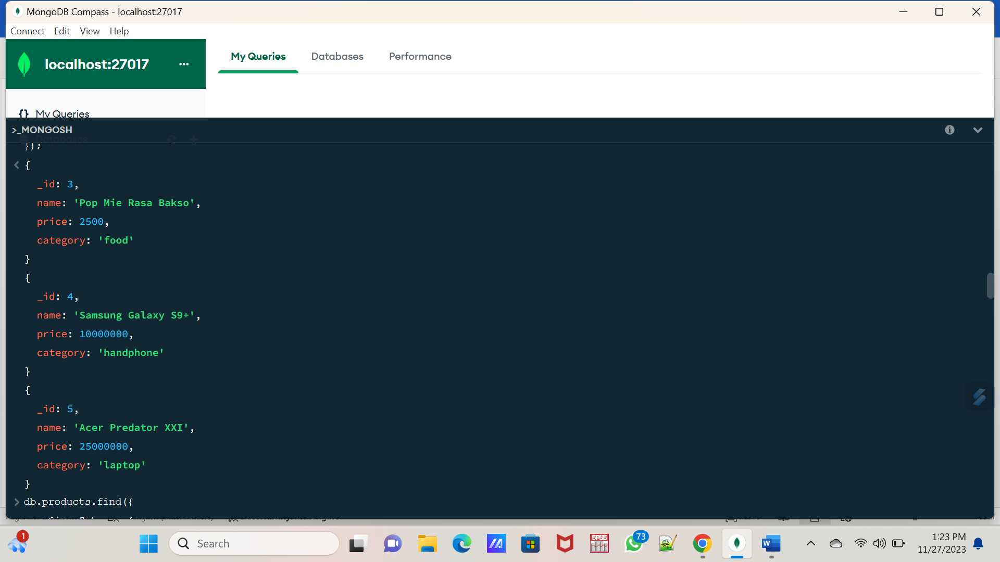 MongoDB Compass - localhost:27017
Connect Edit View Help
localhost:27017 ...
My Queries Databases Performance
{} My Queries
>_MONGOSH
Databases
});
{
_id: 3,
name: 'Pop Mie Rasa Bakso',
price: 2500,
category: 'food'
}
{
_id: 4,
name: 'Samsung Galaxy S9+',
price: 10000000,
category: 'handphone'
}
{
_id: 5,
name: 'Acer Predator XXI',
price: 25000000,
category: 'laptop'
}
> db.products.find({
1
Search
SPSS
73
W
1:23 PM
11/27/2023